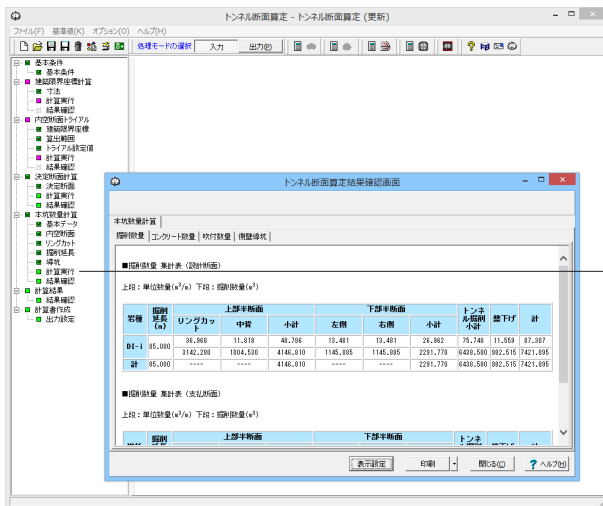 トンネル断面算定 - トンネル断面算定 (更新)
ファイル(F) 基準値(K) オプション(O) ヘルプ(H)
処理モードの選択 入力 出力(P)
基本条件
基本条件
建築限界座標計算
寸法
計算実行
結果確認
内空断面トライアル
建築限界座標
算出範囲
トライアル設定値
計算実行
結果確認
決定断面計算
決定断面
計算実行
結果確認
本坑数量計算
基本データ
内空断面
リングカット
掘削延長
導坑
計算実行
結果確認
計算結果
結果確認
計算書作成
出力設定
トンネル断面算定結果確認画面
本坑数量計算
掘削数量 コンクリート数量 吹付数量 側壁導坑
■掘削数量 集計表 (設計断面)
上段：単位数量(m³/m) 下段：掘削数量(m³)
岩種 掘削延長(m) 上部半断面 下部半断面 トンネル掘削小計 盤下げ 計
リングカット 中背 小計 左側 右側 小計
DI-i 85.000 36.968 11.818 48.786 13.481 13.481 26.962 75.748 11.559 87.307
3142.280 1004.530 4146.810 1145.885 1145.885 2291.770 6438.580 982.515 7421.095
計 85.000 ---- ---- 4146.810 ---- ---- 2291.770 6438.580 982.515 7421.095
■掘削数量 集計表 (支払断面)
上段：単位数量(m³/m) 下段：掘削数量(m³)
掘削 上部半断面 下部半断面 トンネ
表示設定 印刷 閉じる(C) ? ヘルプ(H)